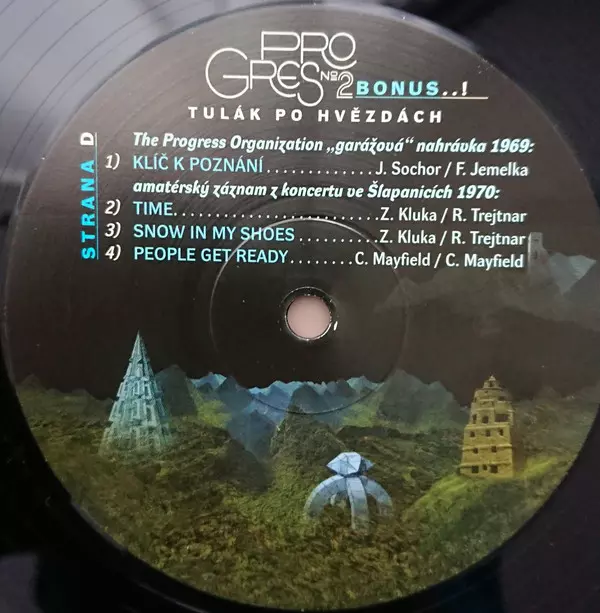 PRO
GRES №2 BONUS..!
TULÁK PO HVĚZDÁCH
STRANA D
The Progress Organization „garážová" nahrávka 1969:
1) KLÍČ K POZNÁNÍ.............J. Sochor / F. Jemelka
amatérský záznam z koncertu ve Šlapanicích 1970:
2) TIME..........................Z. Kluka / R. Trejtnar
3) SNOW IN MY SHOES..........Z. Kluka / R. Trejtnar
4) PEOPLE GET READY........C. Mayfield / C. Mayfield